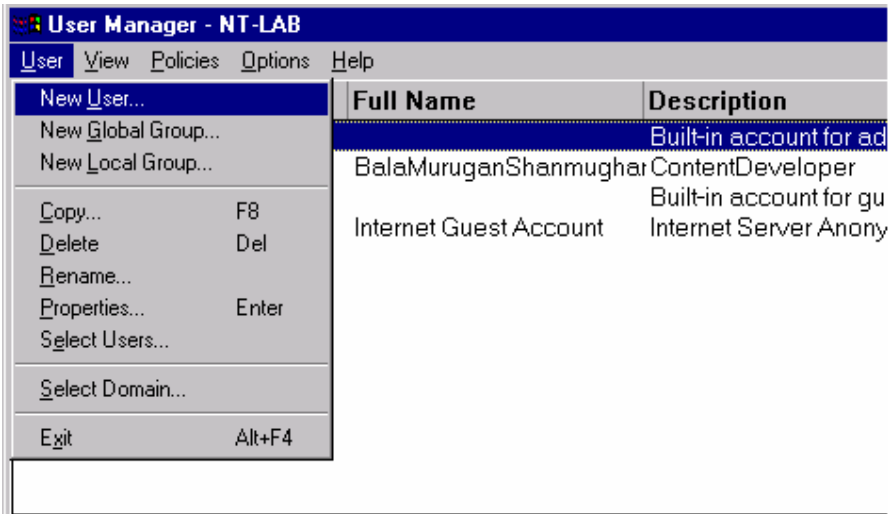 User Manager - NT-LAB
User View Policies Options Help
New User...
New Global Group...
New Local Group...
Copy... F8
Delete Del
Rename...
Properties... Enter
Select Users...
Select Domain...
Exit Alt+F4
Full Name Description
Built-in account for ad
BalaMuruganShanmughar ContentDeveloper
Built-in account for gu
Internet Guest Account Internet Server Anony